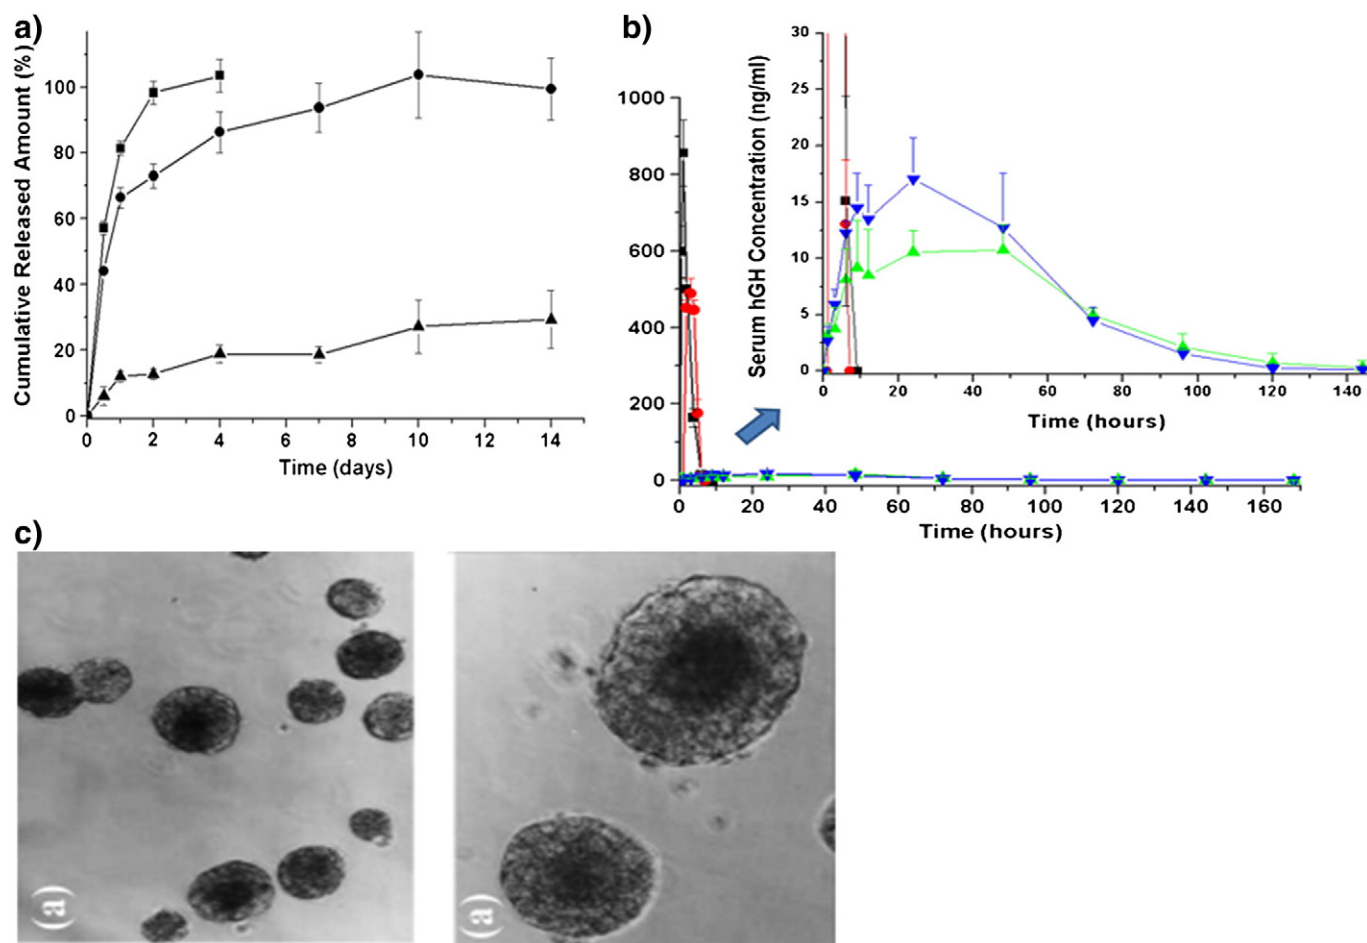 a)
Cumulative Released Amount (%)
100
80
60
40
20
0
0 2 4 6 8 10 12 14
Time (days)
b)
1000
800
600
400
200
0
0 20 40 60 80 100 120 140 160
Time (hours)
Serum hGH Concentration (ng/ml)
30
25
20
15
10
5
0
0 20 40 60 80 100 120 140
Time (hours)
c)
(a)
(a)